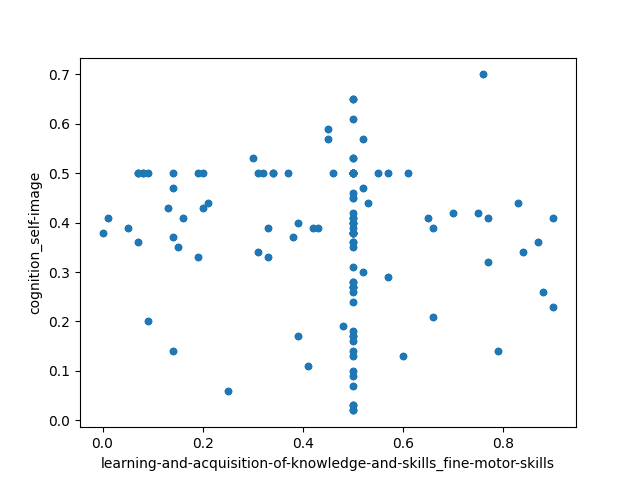 0.7
0.6
0.5
0.4
0.3
0.2
0.1
0.0
cognition_self-image
0.0 0.2 0.4 0.6 0.8
learning-and-acquisition-of-knowledge-and-skills_fine-motor-skills